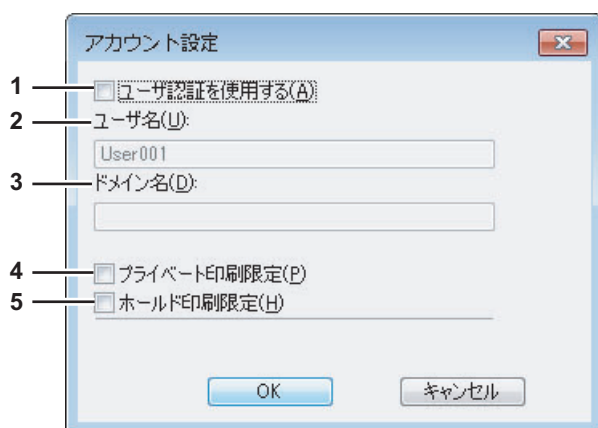 アカウント設定
1 ユーザ認証を使用する(A)
2 ユーザ名(U):
User001
3 ドメイン名(D):
4 プライベート印刷限定(P)
5 ホールド印刷限定(H)
OK キャンセル